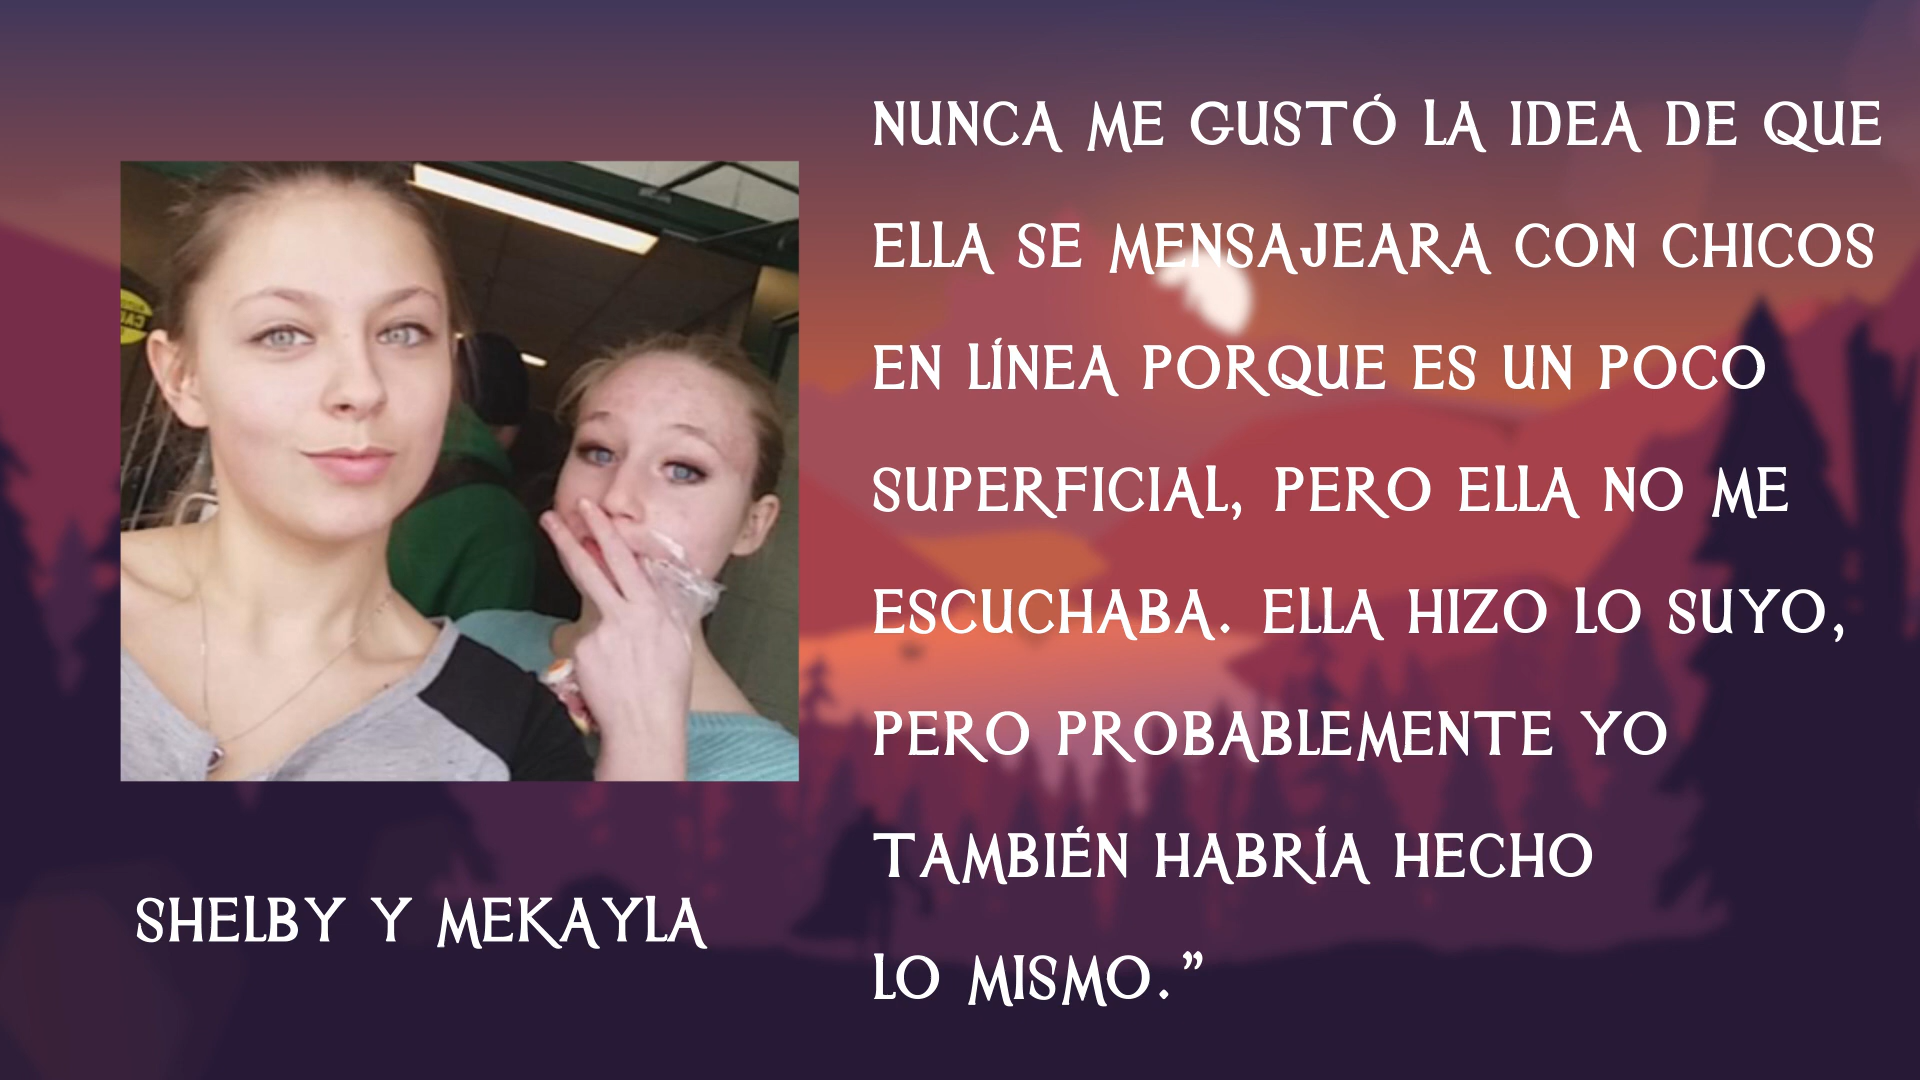 NUNCA ME GUSTÓ LA IDEA DE QUE
ELLA SE MENSAJEARA CON CHICOS
EN LÍNEA PORQUE ES UN POCO
SUPERFICIAL, PERO ELLA NO ME
ESCUCHABA. ELLA HIZO LO SUYO,
PERO PROBABLEMENTE YO
TAMBIÉN HABRÍA HECHO
LO MISMO.”
SHELBY Y MEKAYLA